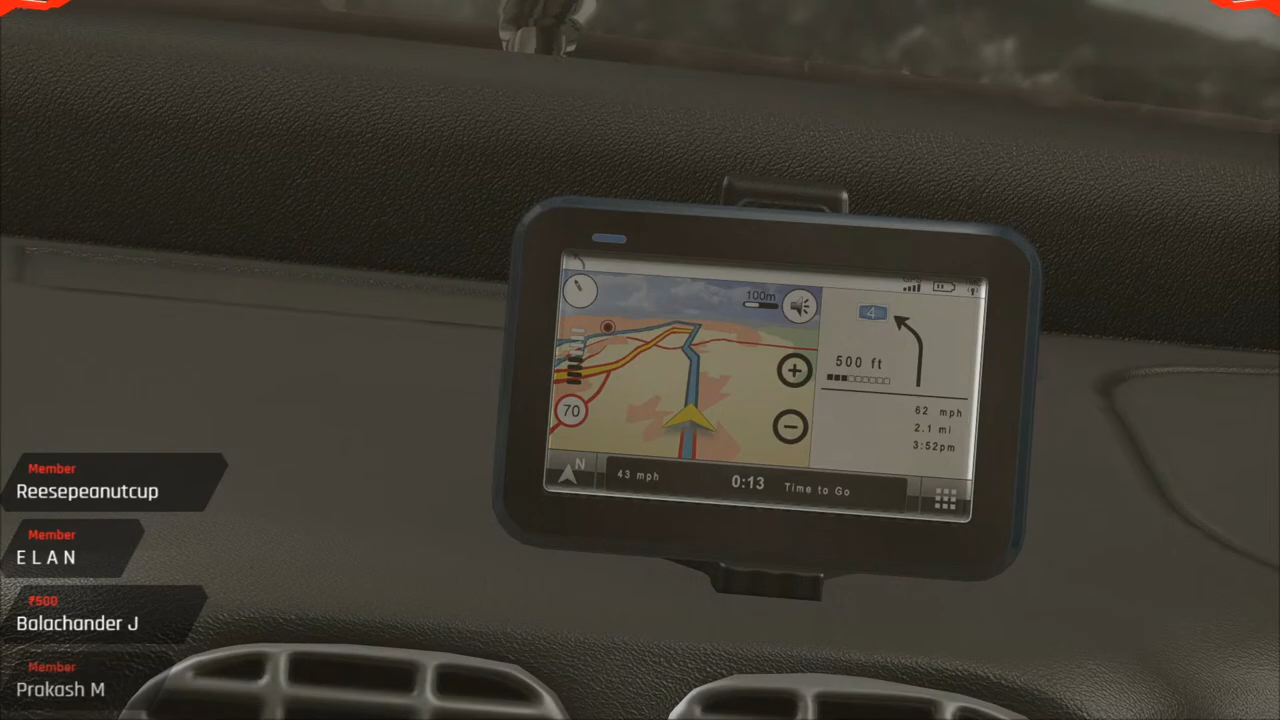 100m
4
500 ft
70
62 mph
2.1 mi
3:52pm
N
43 mph
0:13
Time to Go
Member
Reesepeanutcup
Member
E L A N
₹500
Balachander J
Member
Prakash M